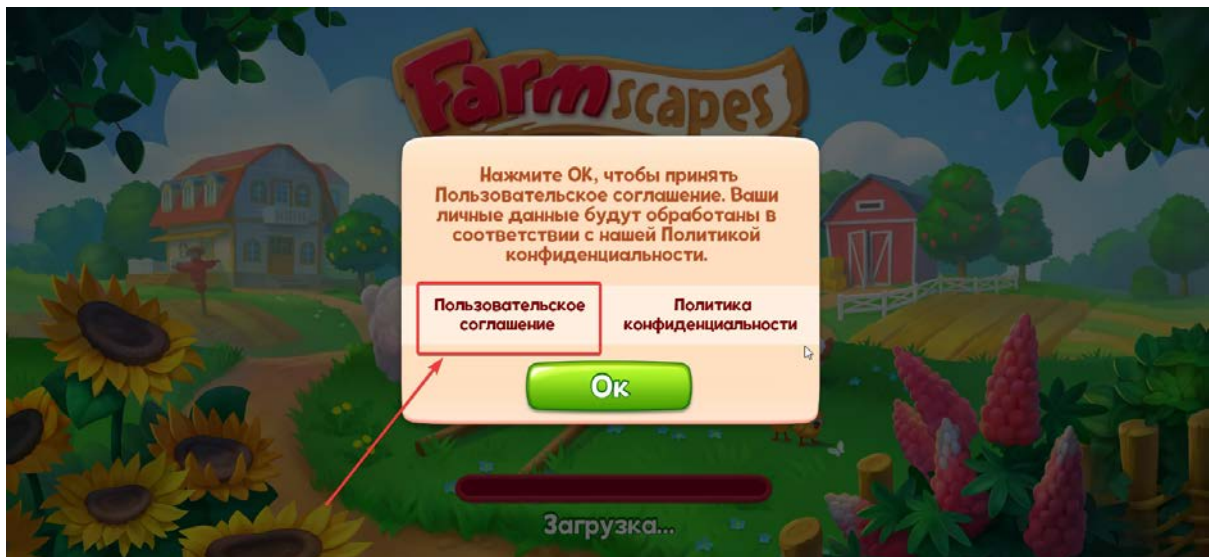 Farmscapes
Нажмите ОК, чтобы принять
Пользовательское соглашение. Ваши
личные данные будут обработаны в
соответствии с нашей Политикой
конфиденциальности.
Пользовательское
соглашение
Политика
конфиденциальности
Ок
Загрузка...